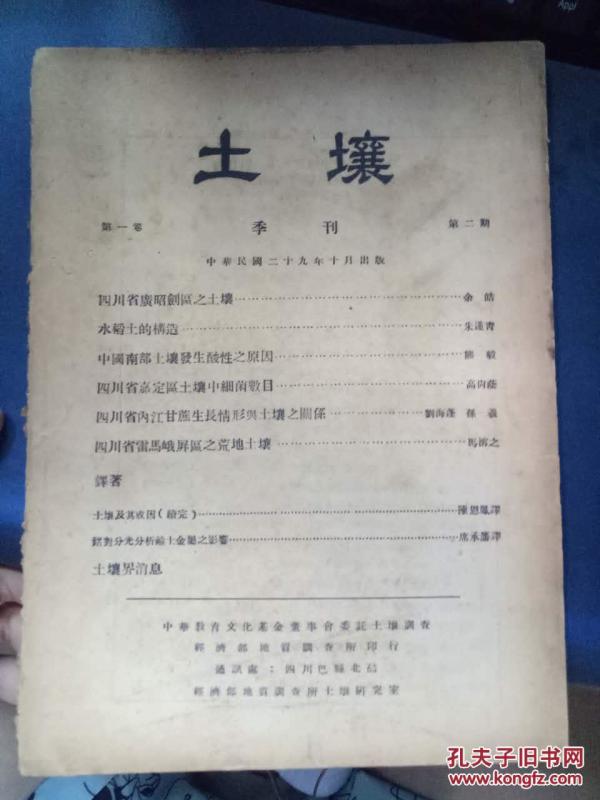 土壤
第一卷 季刊 第二期
中華民國二十九年十月出版
四川省廣昭劍區之土壤 余皓
水稻土的構造 朱蓮青
中國南部土壤發生酸性之原因 熊毅
四川省嘉定區土壤中細菌數目 高尙蔭
四川省內江甘蔗生長情形與土壤之關係 劉海蓬 孫羲
四川省雷馬峨屏區之荒地土壤 馬溶之
譯著
土壤及其成因(續完) 陳恩鳳譯
鋁對分光分析鹼土金屬之影響 席承藩譯
土壤界消息
中華教育文化基金董事會委託土壤調查
經濟部地質調查所印行
通訊處:四川巴縣北碚
經濟部地質調查所土壤研究室
孔夫子旧书网
www.kongfz.com